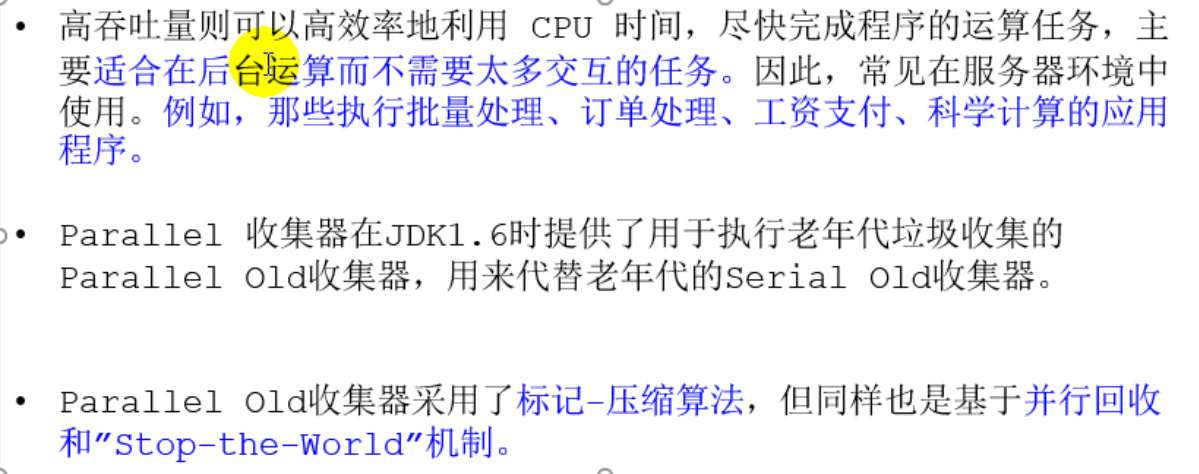 • 高吞吐量则可以高效率地利用 CPU 时间，尽快完成程序的运算任务，主
要适合在后台运算而不需要太多交互的任务。因此，常见在服务器环境中
使用。例如，那些执行批量处理、订单处理、工资支付、科学计算的应用
程序。
• Parallel 收集器在JDK1.6时提供了用于执行老年代垃圾收集的
Parallel Old收集器，用来代替老年代的Serial Old收集器。
• Parallel Old收集器采用了标记-压缩算法，但同样也是基于并行回收
和”Stop-the-World”机制。